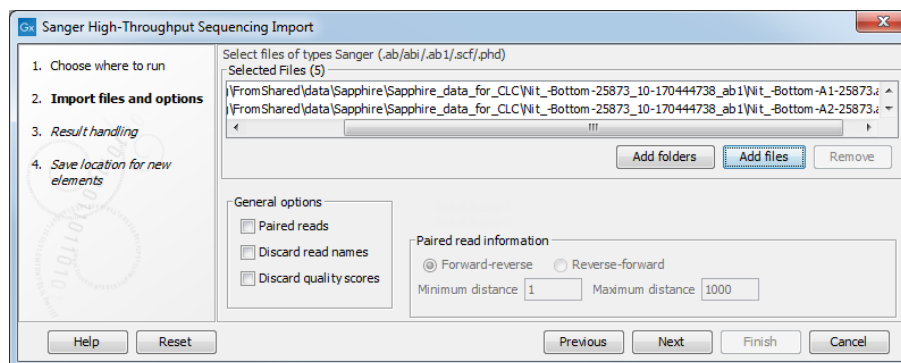 Gx Sanger High-Throughput Sequencing Import
x
1. Choose where to run
2. Import files and options
3. Result handling
4. Save location for new
elements
Select files of types Sanger (.ab/abi/.ab1/.scf/.phd)
Selected Files (5)
\FromShared\data\Sapphire\Sapphire_data_for_CLC\Nit_-Bottom-25873_10-170444738_ab1\Nit_-Bottom-A1-25873.a
\FromShared\data\Sapphire\Sapphire_data_for_CLC\Nit_-Bottom-25873_10-170444738_ab1\Nit_-Bottom-A2-25873.a
Add folders Add files Remove
General options
Paired reads
Discard read names
Discard quality scores
Paired read information
Forward-reverse Reverse-forward
Minimum distance 1 Maximum distance 1000
Help Reset Previous Next Finish Cancel